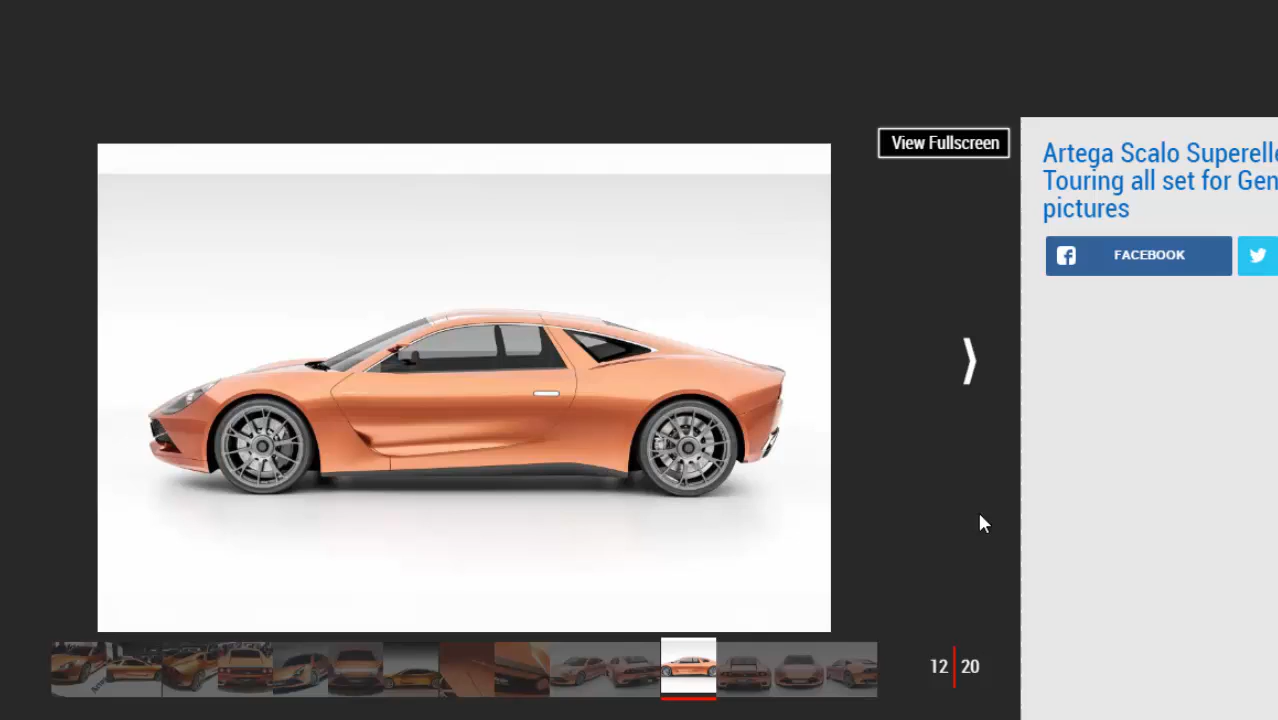 View Fullscreen
Artega Scalo Superelle
Touring all set for Gen
pictures
FACEBOOK
12 20